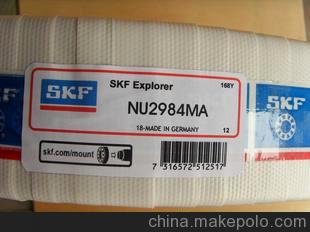 SKF
SKF Explorer
168Y
SKF
NU2984MA
18-MADE IN GERMANY
12
skf.com/mount
7 316572 512517
SKF
china.makepolo.com